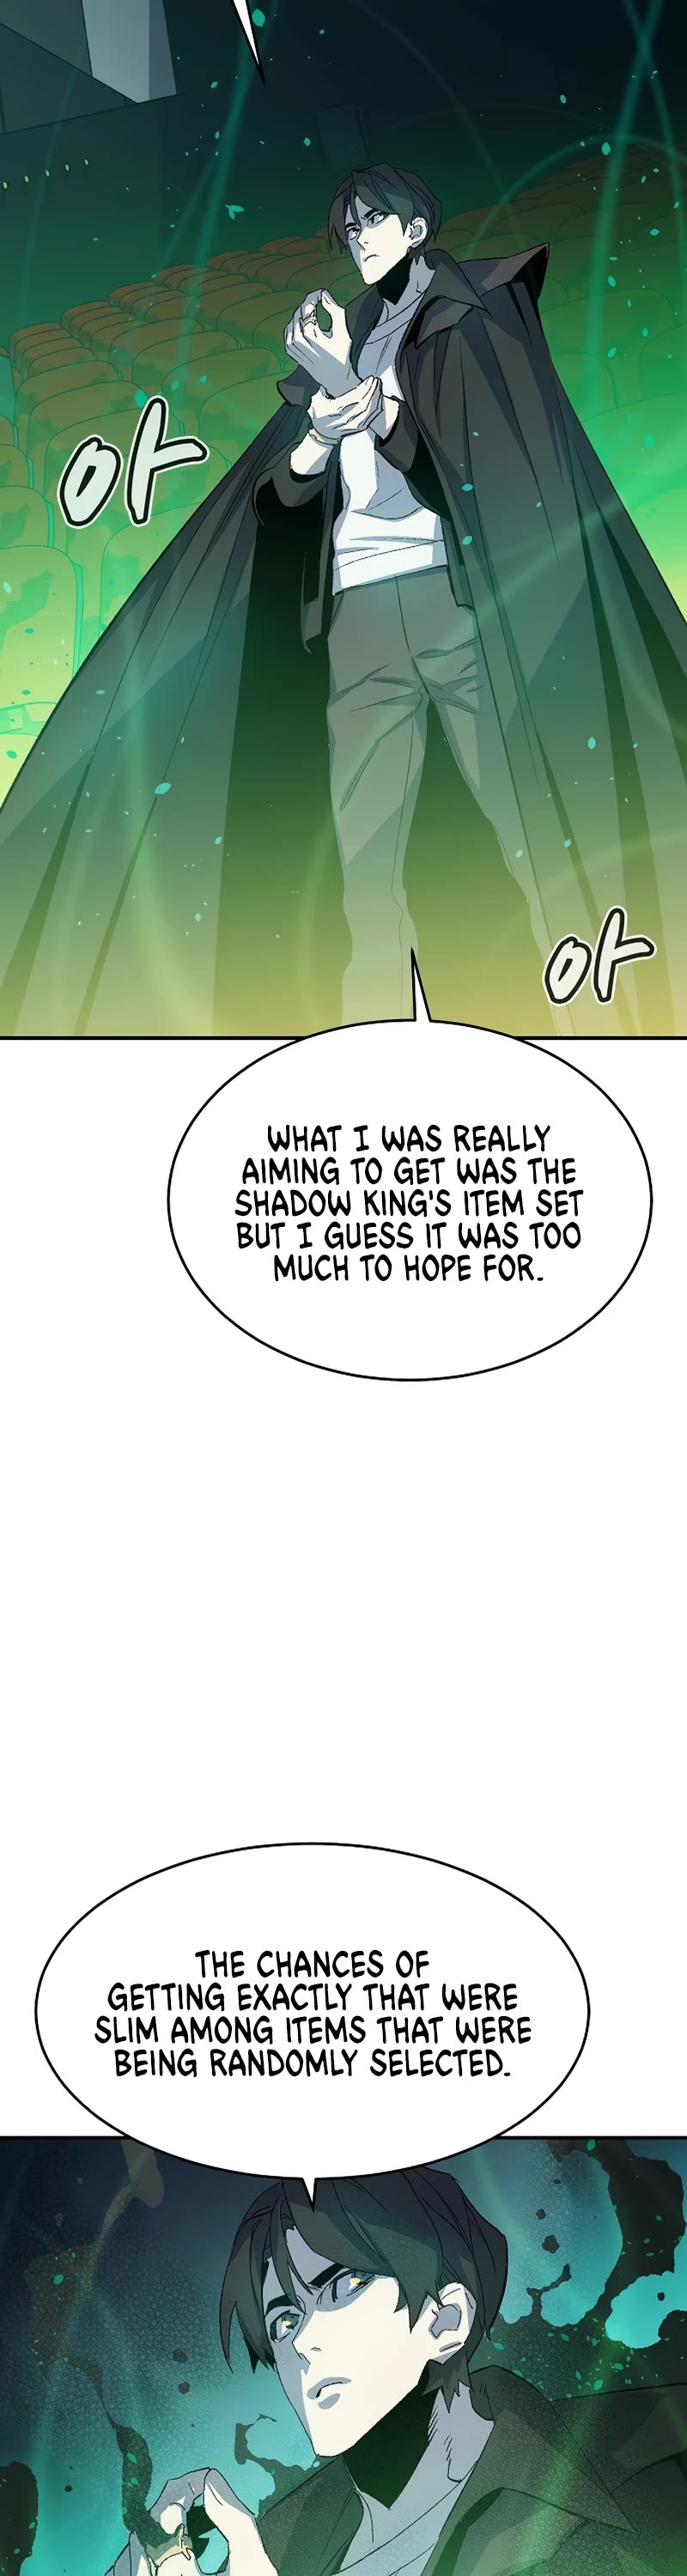 아
아
WHAT I WAS REALLY
AIMING TO GET WAS THE
SHADOW KING'S ITEM SET
BUT I GUESS IT WAS TOO
MUCH TO HOPE FOR.
THE CHANCES OF
GETTING EXACTLY THAT WERE
SLIM AMONG ITEMS THAT WERE
BEING RANDOMLY SELECTED.